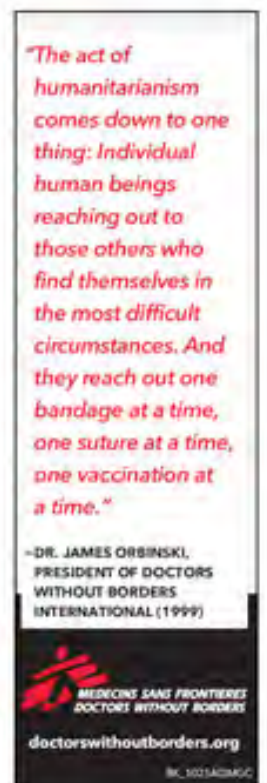 "The act of
humanitarianism
comes down to one
thing: Individual
human beings
reaching out to
those others who
find themselves in
the most difficult
circumstances. And
they reach out one
bandage at a time,
one suture at a time,
one vaccination at
a time."
–DR. JAMES ORBINSKI,
PRESIDENT OF DOCTORS
WITHOUT BORDERS
INTERNATIONAL (1999)
MEDECINS SANS FRONTIERES
DOCTORS WITHOUT BORDERS
doctorswithoutborders.org